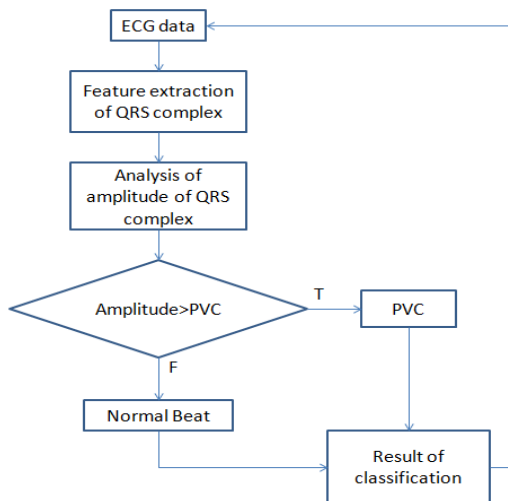 ECG data
Feature extraction
of QRS complex
Analysis of
amplitude of QRS
complex
Amplitude>PVC
T
PVC
F
Normal Beat
Result of
classification